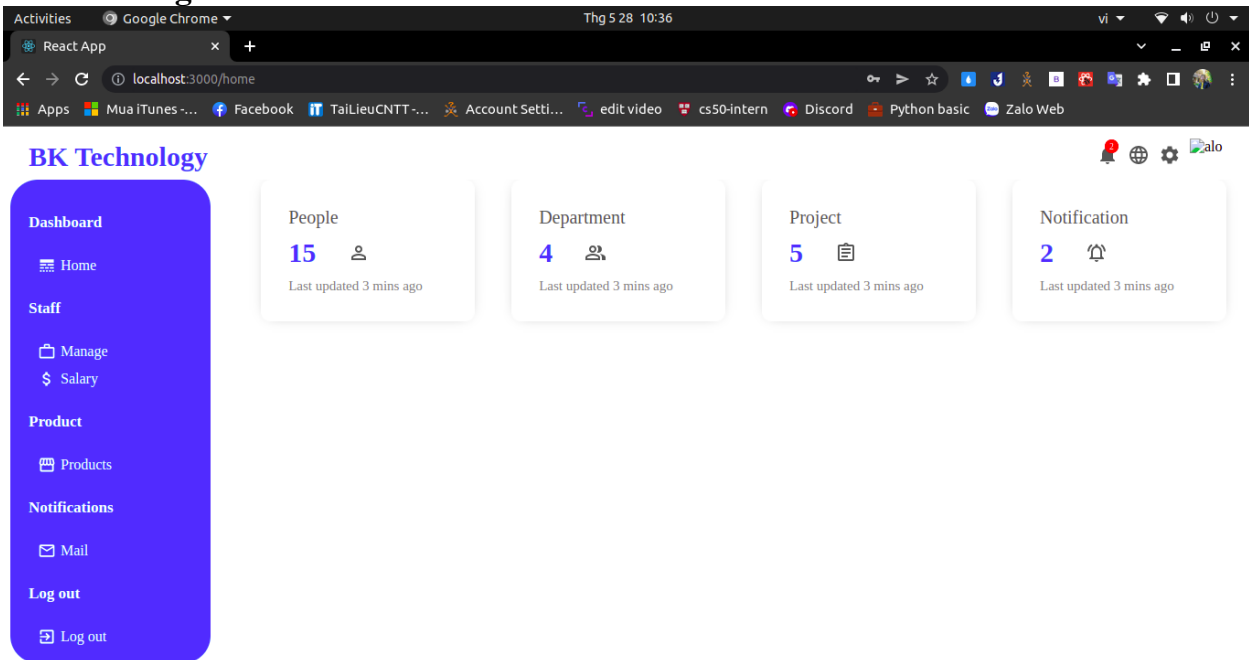 Activities Google Chrome Thg 5 28 10:36 vi
React App
localhost:3000/home
Apps Mua iTunes -... Facebook TaiLieuCNTT -... Account Setti... edit video cs50-intern Discord Python basic Zalo Web
BK Technology 2 alo
Dashboard
Home
Staff
Manage
Salary
Product
Products
Notifications
Mail
Log out
Log out
People
15
Last updated 3 mins ago
Department
4
Last updated 3 mins ago
Project
5
Last updated 3 mins ago
Notification
2
Last updated 3 mins ago